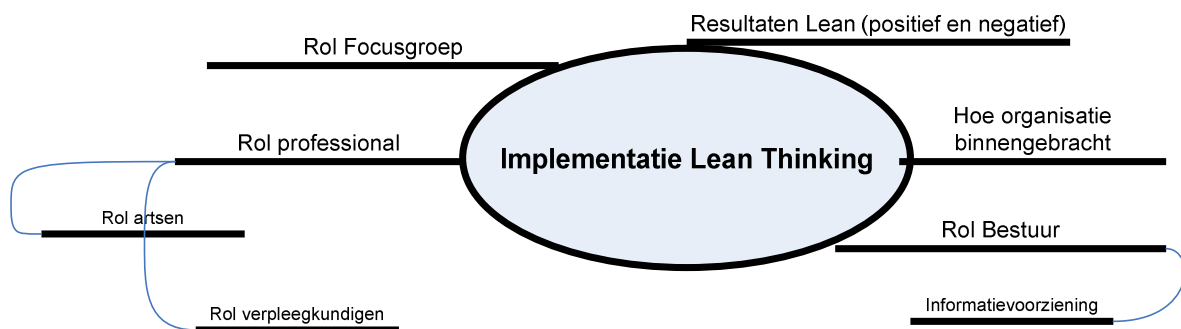 Resultaten Lean (positief en negatief)
Rol Focusgroep
Hoe organisatie
binnengebracht
Rol professional
Implementatie Lean Thinking
Rol artsen
Rol Bestuur
Rol verpleegkundigen
Informatievoorziening